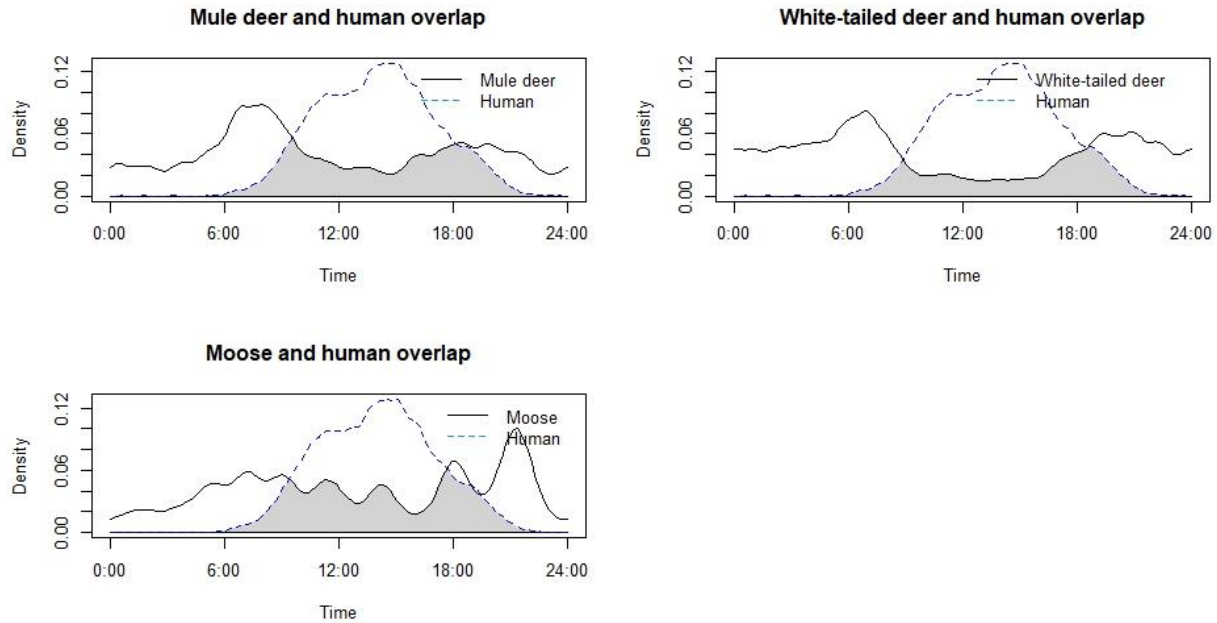 Mule deer and human overlap
0.12
0.06
0.00
Density
Mule deer
Human
0:00 6:00 12:00 18:00 24:00
Time
White-tailed deer and human overlap
0.12
0.06
0.00
Density
White-tailed deer
Human
0:00 6:00 12:00 18:00 24:00
Time
Moose and human overlap
0.12
0.06
0.00
Density
Moose
Human
0:00 6:00 12:00 18:00 24:00
Time